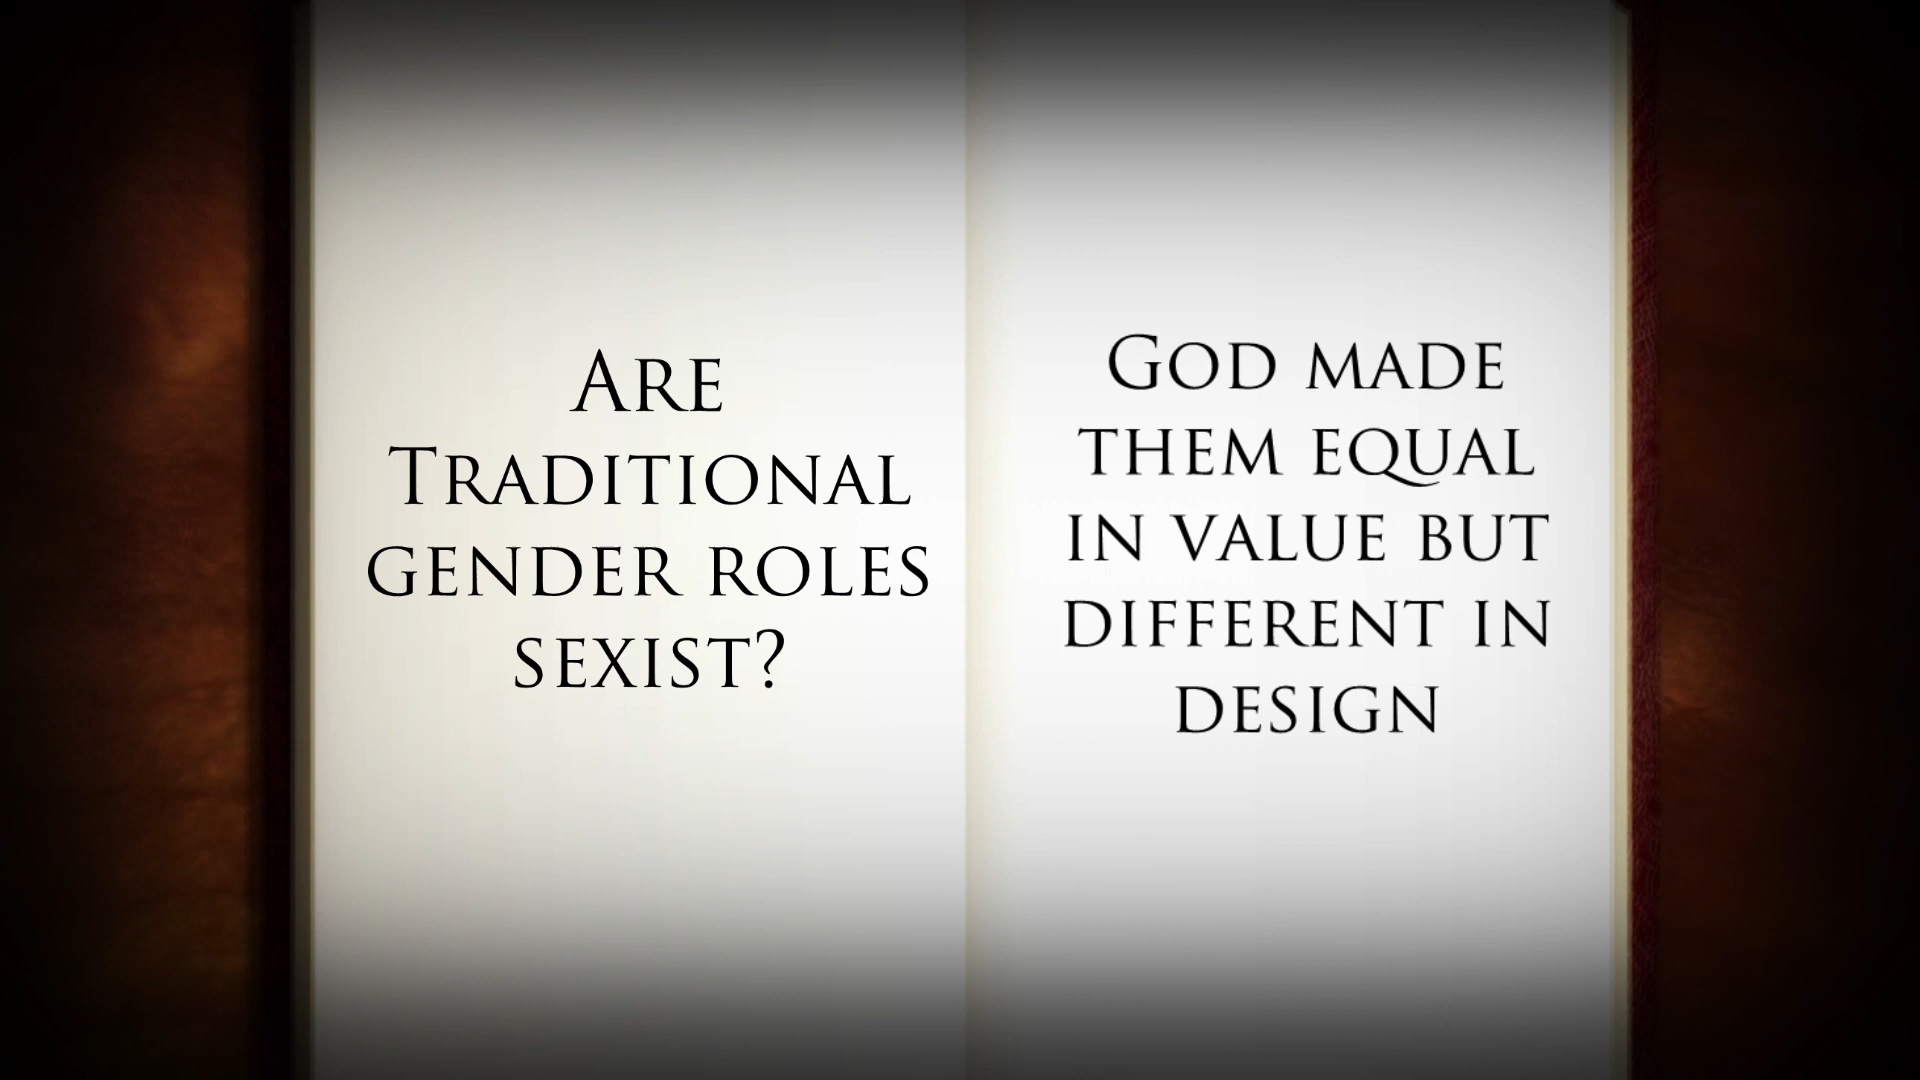 Are
Traditional
gender roles
sexist?
God made
them equal
in value but
different in
design